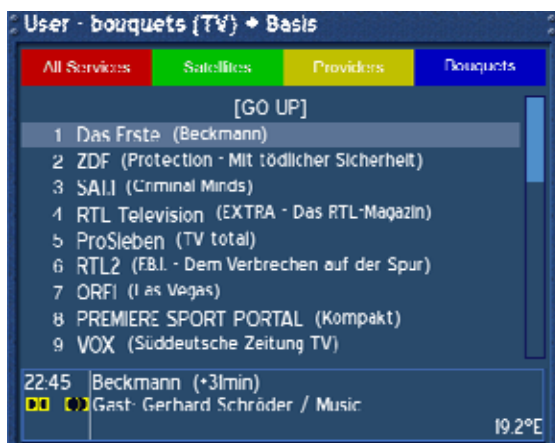 User - bouquets (TV) → Basis
All Services Satellites Providers Bouquets
[GO UP]
1 Das Erste (Beckmann)
2 ZDF (Protection - Mit tödlicher Sicherheit)
3 SAT.1 (Criminal Minds)
4 RTL Television (EXTRA - Das RTL-Magazin)
5 ProSieben (TV total)
6 RTL2 (F.B.I. - Dem Verbrechen auf der Spur)
7 ORF1 (Las Vegas)
8 PREMIERE SPORT PORTAL (Kompakt)
9 VOX (Süddeutsche Zeitung TV)
22:45 Beckmann (+31min)
Gast: Gerhard Schröder / Music
19.2°E